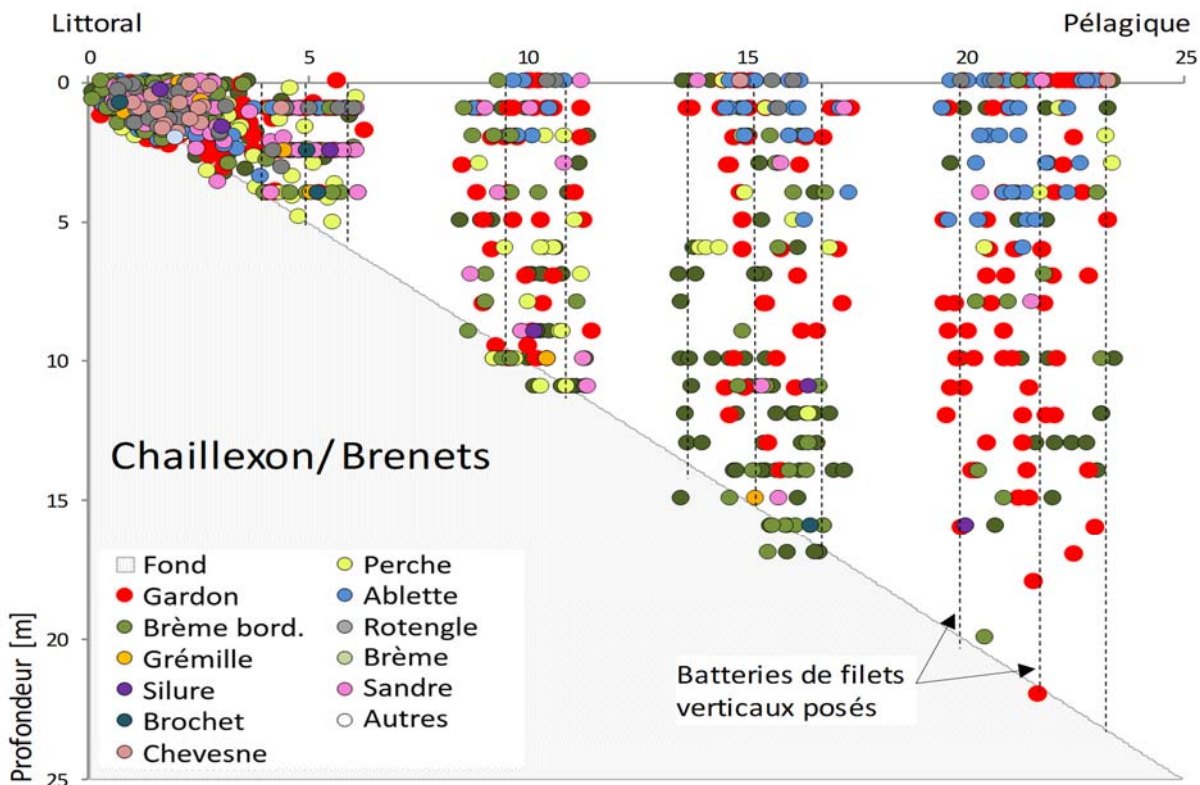 Littoral
Pélagique
0 5 10 15 20 25
0
5
10
15
20
25
Profondeur [m]
Chaillexon/Brenets
Fond
Gardon
Brème bord.
Grémille
Silure
Brochet
Chevesne
Perche
Ablette
Rotengle
Brème
Sandre
Autres
Batteries de filets
verticaux posés